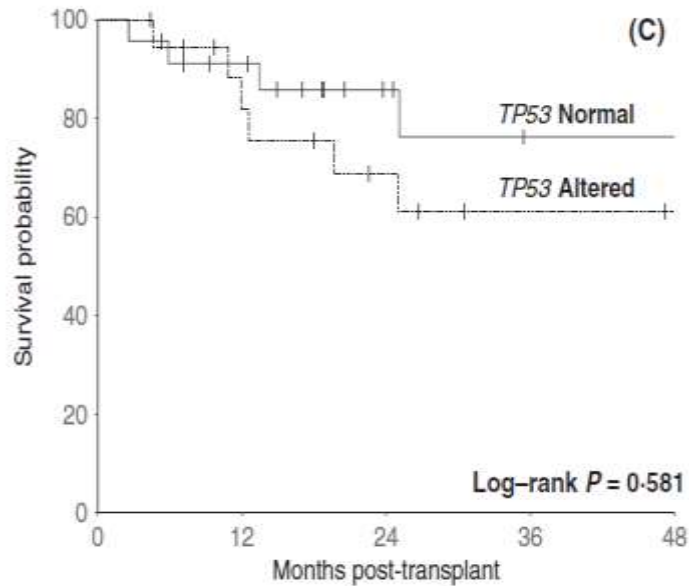 (C)
Survival probability
100
80
60
40
20
0
TP53 Normal
TP53 Altered
Log–rank P = 0·581
0 12 24 36 48
Months post-transplant